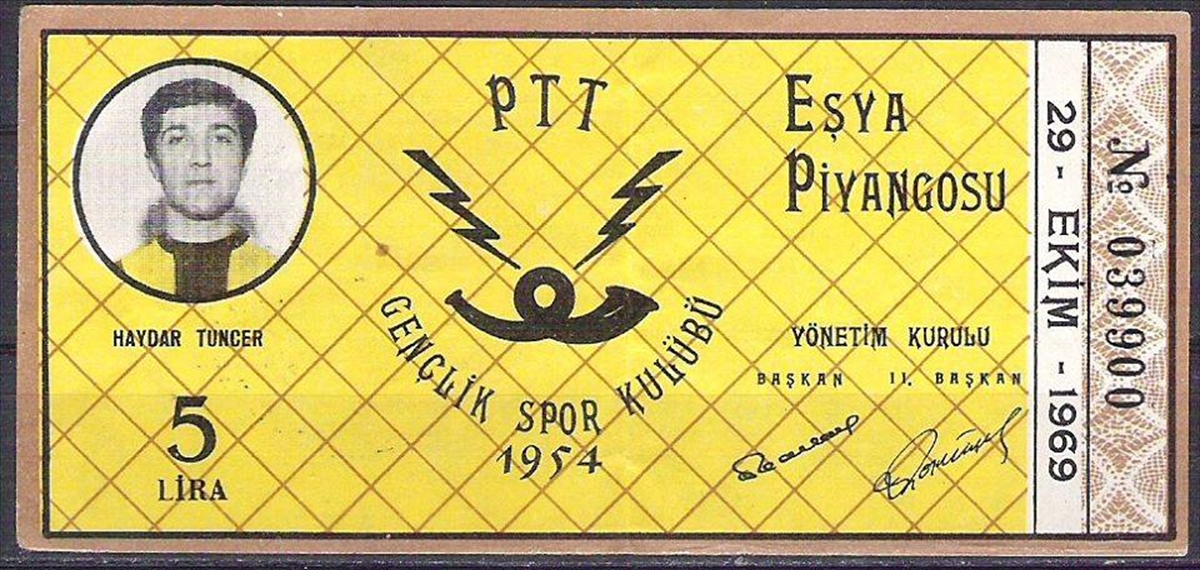 PTT
EŞYA
PİYANGOSU
HAYDAR TUNCER
5
LİRA
GENÇLİK SPOR KULÜBÜ
1954
YÖNETİM KURULU
BAŞKAN II. BAŞKAN
29 - EKİM - 1969
№ 039900